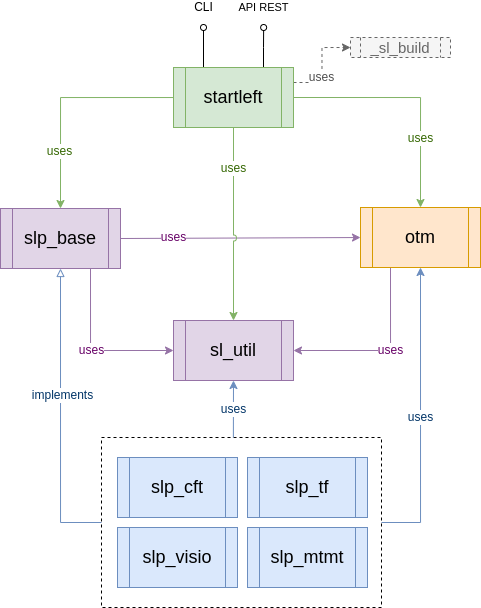 CLI
API REST
_sl_build
uses
startleft
uses
uses
uses
slp_base
uses
otm
uses
sl_util
uses
implements
uses
uses
slp_cft
slp_tf
slp_visio
slp_mtmt